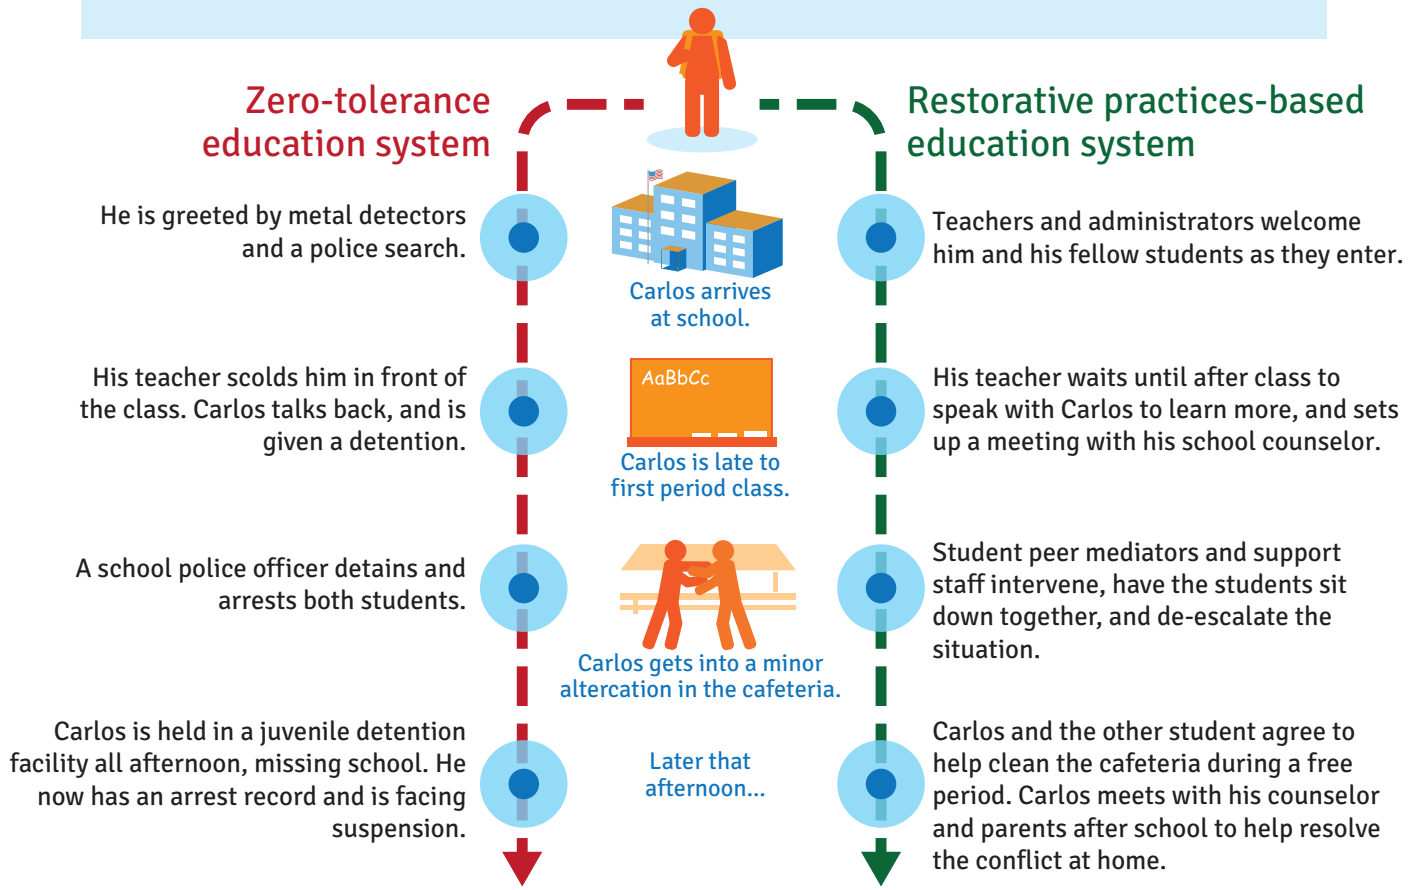 Zero-tolerance
education system
Restorative practices-based
education system
He is greeted by metal detectors
and a police search.
Carlos arrives
at school.
Teachers and administrators welcome
him and his fellow students as they enter.
His teacher scolds him in front of
the class. Carlos talks back, and is
given a detention.
AaBbCc
Carlos is late to
first period class.
His teacher waits until after class to
speak with Carlos to learn more, and sets
up a meeting with his school counselor.
A school police officer detains and
arrests both students.
Carlos gets into a minor
altercation in the cafeteria.
Student peer mediators and support
staff intervene, have the students sit
down together, and de-escalate the
situation.
Carlos is held in a juvenile detention
facility all afternoon, missing school. He
now has an arrest record and is facing
suspension.
Later that
afternoon...
Carlos and the other student agree to
help clean the cafeteria during a free
period. Carlos meets with his counselor
and parents after school to help resolve
the conflict at home.